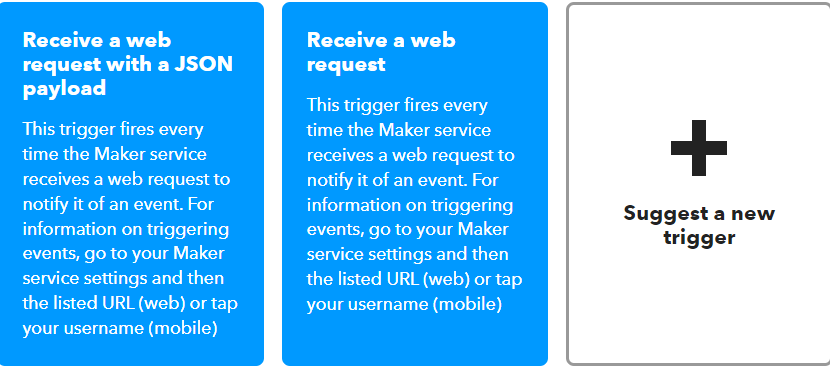 Receive a web
request with a JSON
payload
This trigger fires every
time the Maker service
receives a web request to
notify it of an event. For
information on triggering
events, go to your Maker
service settings and then
the listed URL (web) or tap
your username (mobile)
Receive a web
request
This trigger fires every
time the Maker service
receives a web request to
notify it of an event. For
information on triggering
events, go to your Maker
service settings and then
the listed URL (web) or tap
your username (mobile)
Suggest a new
trigger